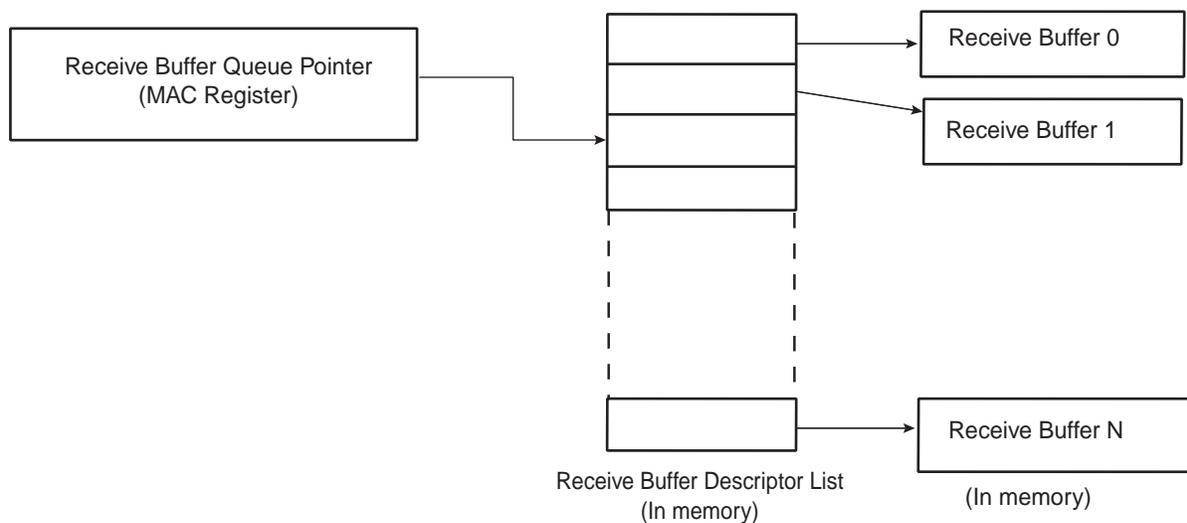 Receive Buffer Queue Pointer
(MAC Register)
Receive Buffer 0
Receive Buffer 1
Receive Buffer N
Receive Buffer Descriptor List
(In memory)
(In memory)